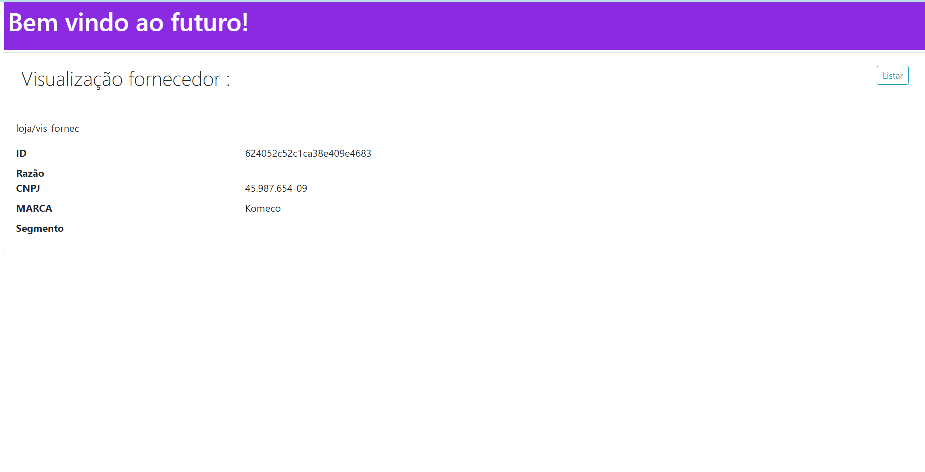 Bem vindo ao futuro!
Visualização fornecedor :
Listar
loja/vis-fornec
ID 624052c52c1ca38e409e4683
Razão
CNPJ 45.987.654-09
MARCA Komeco
Segmento